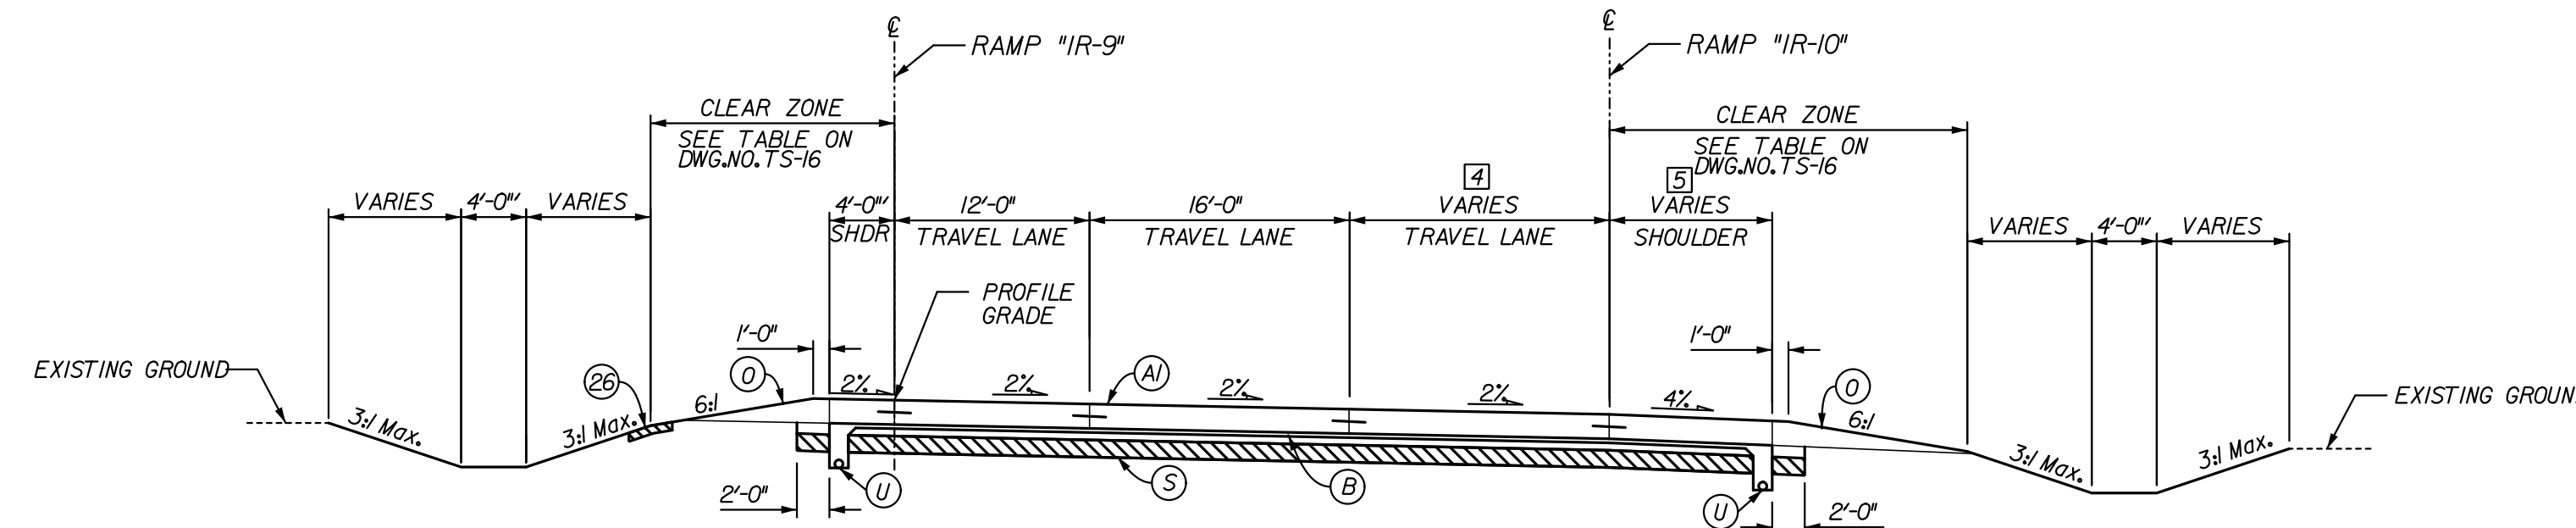 ℄
℄
RAMP "IR-9"
RAMP "IR-10"
CLEAR ZONE
SEE TABLE ON
DWG.NO.TS-16
CLEAR ZONE
SEE TABLE ON
DWG.NO.TS-16
4
5
VARIES
4'-0"'
VARIES
4'-0"'
SHDR
12'-0"
TRAVEL LANE
16'-0"
TRAVEL LANE
VARIES
TRAVEL LANE
VARIES
SHOULDER
VARIES
4'-0"'
VARIES
PROFILE
GRADE
1'-0"
1'-0"
EXISTING GROUND
26
O
A1
O
EXISTING GROUN
3:1 Max.
3:1 Max.
6:1
2%
2%
2%
2%
4%
6:1
3:1 Max.
3:1 Max.
2'-0"
U
S
B
U
2'-0"